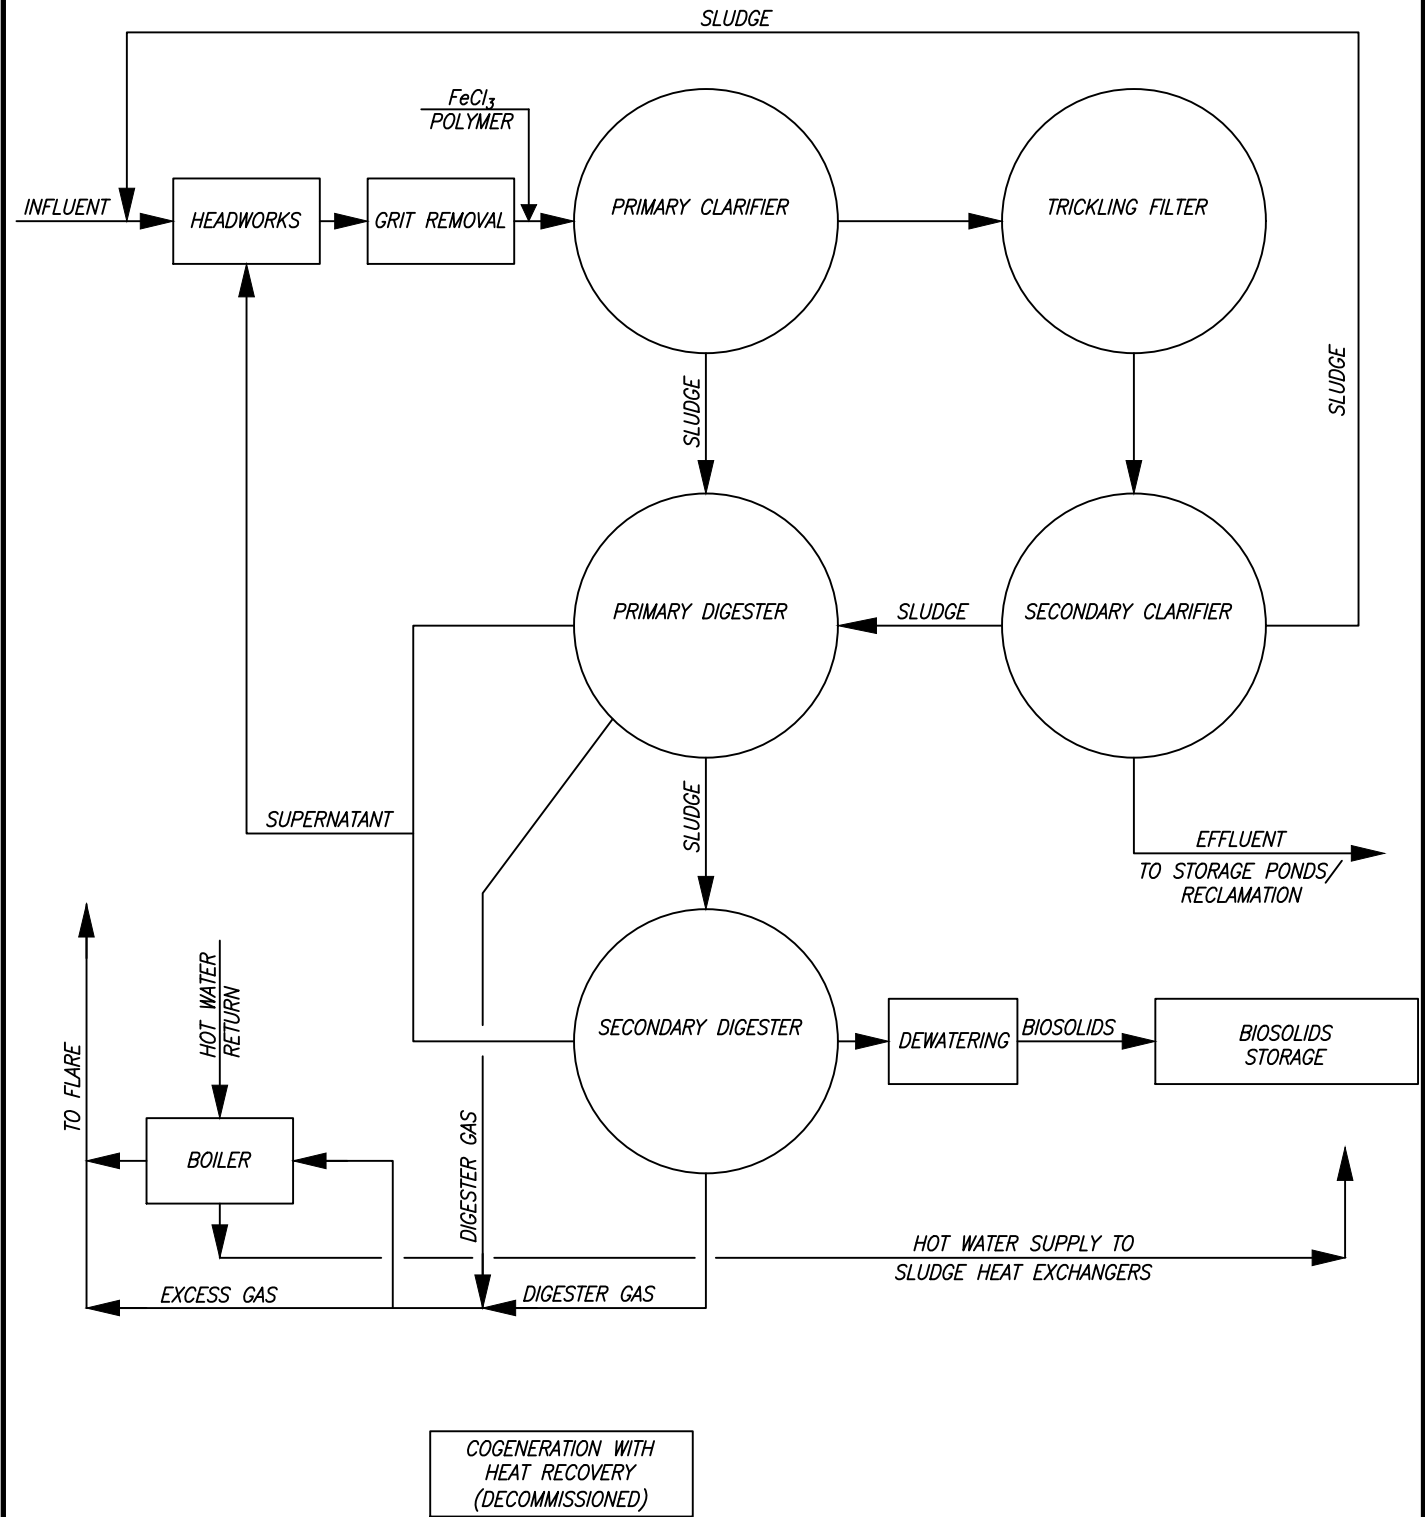 SLUDGE
FeCl₃
POLYMER
INFLUENT
HEADWORKS
GRIT REMOVAL
PRIMARY CLARIFIER
TRICKLING FILTER
SLUDGE
SLUDGE
PRIMARY DIGESTER
SLUDGE
SECONDARY CLARIFIER
SLUDGE
SUPERNATANT
EFFLUENT
TO STORAGE PONDS/
RECLAMATION
HOT WATER
RETURN
SECONDARY DIGESTER
DEWATERING
BIOSOLIDS
BIOSOLIDS
STORAGE
TO FLARE
BOILER
DIGESTER GAS
HOT WATER SUPPLY TO
SLUDGE HEAT EXCHANGERS
EXCESS GAS
DIGESTER GAS
COGENERATION WITH
HEAT RECOVERY
(DECOMMISSIONED)